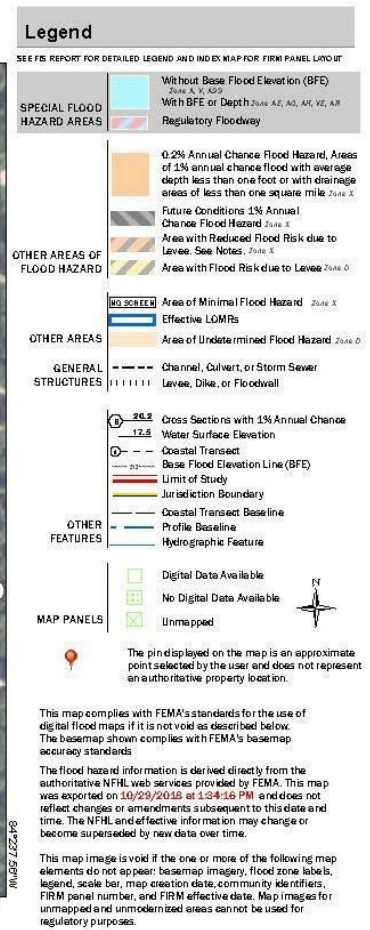 Legend
SEE FIS REPORT FOR DETAILED LEGEND AND INDEX MAP FOR FIRM PANEL LAYOUT
SPECIAL FLOOD
HAZARD AREAS
Without Base Flood Elevation (BFE)
Zone A, V, A99
With BFE or Depth Zone AE, AO, AH, VE, AR
Regulatory Floodway
OTHER AREAS OF
FLOOD HAZARD
0.2% Annual Chance Flood Hazard, Areas
of 1% annual chance flood with average
depth less than one foot or with drainage
areas of less than one square mile Zone X
Future Conditions 1% Annual
Chance Flood Hazard Zone X
Area with Reduced Flood Risk due to
Levee. See Notes. Zone X
Area with Flood Risk due to Levee Zone D
OTHER AREAS
NO SCREEN Area of Minimal Flood Hazard Zone X
Effective LOMRs
Area of Undetermined Flood Hazard Zone D
GENERAL
STRUCTURES
Channel, Culvert, or Storm Sewer
Levee, Dike, or Floodwall
OTHER
FEATURES
B 20.2 Cross Sections with 1% Annual Chance
17.5 Water Surface Elevation
Coastal Transect
Base Flood Elevation Line (BFE)
Limit of Study
Jurisdiction Boundary
Coastal Transect Baseline
Profile Baseline
Hydrographic Feature
MAP PANELS
Digital Data Available
No Digital Data Available
Unmapped
N
The pin displayed on the map is an approximate
point selected by the user and does not represent
an authoritative property location.
This map complies with FEMA's standards for the use of
digital flood maps if it is not void as described below.
The basemap shown complies with FEMA's basemap
accuracy standards
The flood hazard information is derived directly from the
authoritative NFHL web services provided by FEMA. This map
was exported on 10/29/2018 at 1:34:16 PM and does not
reflect changes or amendments subsequent to this date and
time. The NFHL and effective information may change or
become superseded by new data over time.
This map image is void if the one or more of the following map
elements do not appear: basemap imagery, flood zone labels,
legend, scale bar, map creation date, community identifiers,
FIRM panel number, and FIRM effective date. Map images for
unmapped and unmodernized areas cannot be used for
regulatory purposes.
84°2'37.56"W